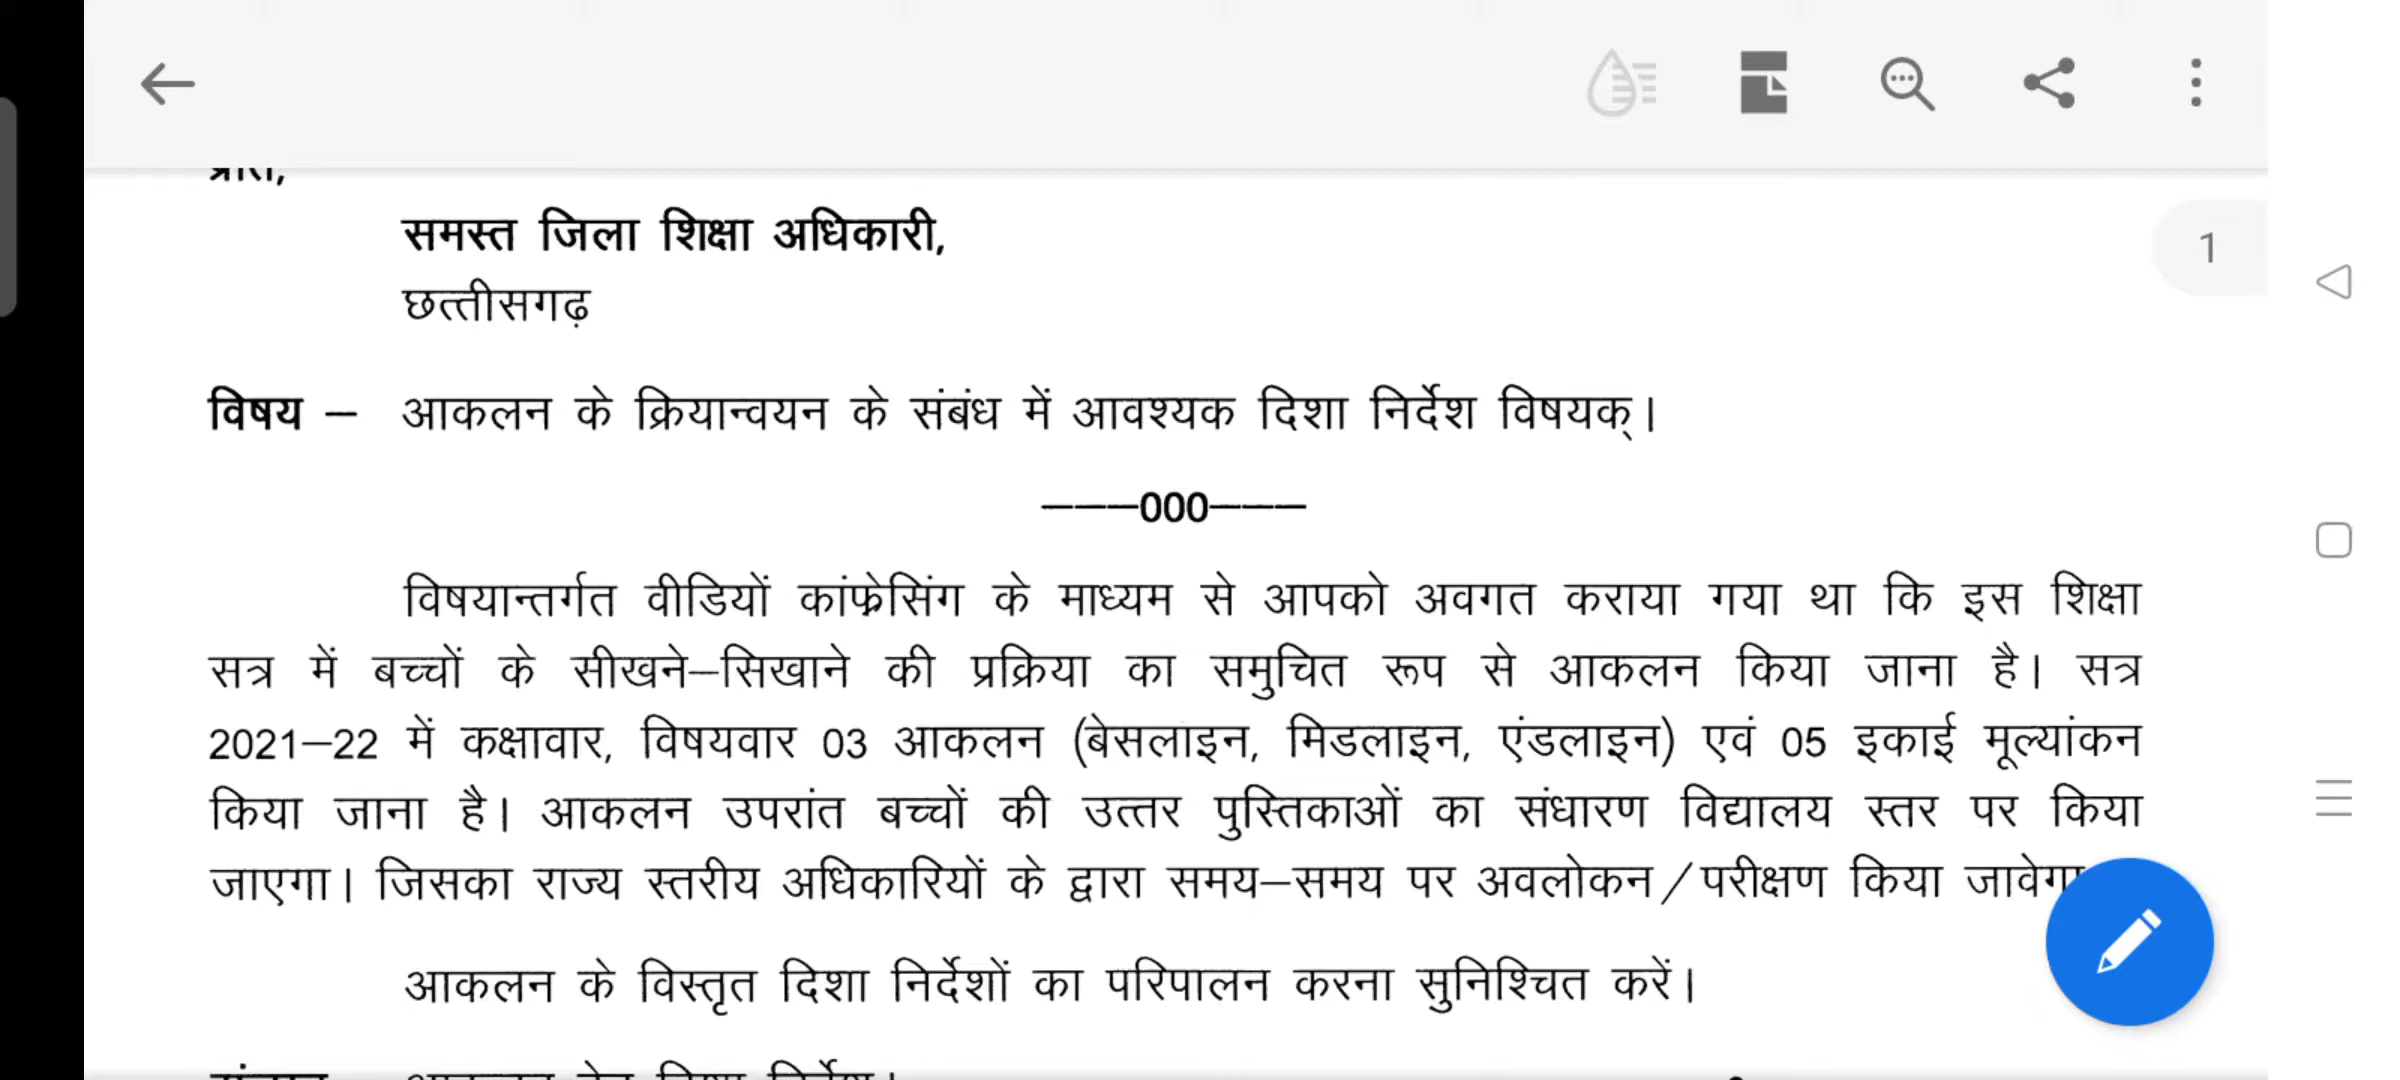 प्रति,
समस्त जिला शिक्षा अधिकारी,
छत्तीसगढ़
1
विषय – आकलन के क्रियान्वयन के संबंध में आवश्यक दिशा निर्देश विषयक्।
———000———
विषयान्तर्गत वीडियों कांफ्रेसिंग के माध्यम से आपको अवगत कराया गया था कि इस शिक्षा
सत्र में बच्चों के सीखने–सिखाने की प्रक्रिया का समुचित रूप से आकलन किया जाना है। सत्र
2021–22 में कक्षावार, विषयवार 03 आकलन (बेसलाइन, मिडलाइन, एंडलाइन) एवं 05 इकाई मूल्यांकन
किया जाना है। आकलन उपरांत बच्चों की उत्तर पुस्तिकाओं का संधारण विद्यालय स्तर पर किया
जाएगा। जिसका राज्य स्तरीय अधिकारियों के द्वारा समय–समय पर अवलोकन/परीक्षण किया जावेगा
आकलन के विस्तृत दिशा निर्देशों का परिपालन करना सुनिश्चित करें।